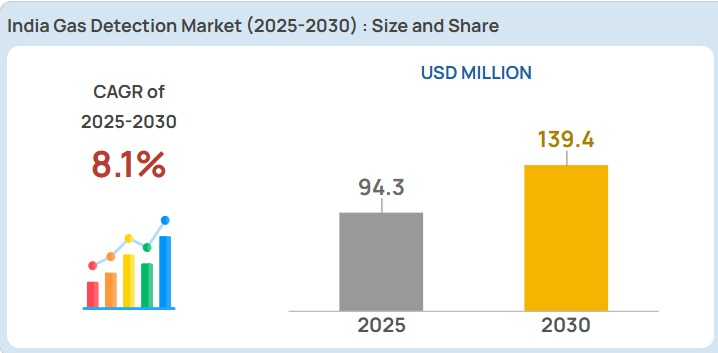 India Gas Detection Market (2025-2030) : Size and Share
CAGR of
2025-2030
8.1%
USD MILLION
94.3
139.4
2025
2030